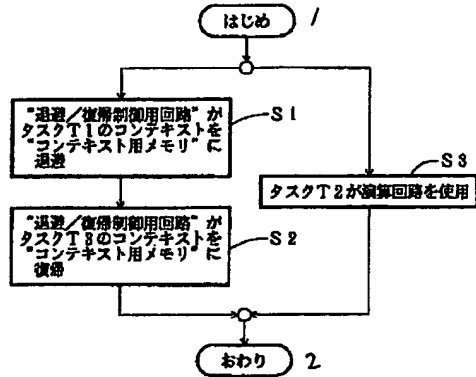 はじめ 1
"退避/復帰制御用回路"が
タスクT1のコンテキストを
"コンテキスト用メモリ"に
退避
S1
タスクT2が演算回路を使用
S3
"退避/復帰制御用回路"が
タスクT3のコンテキストを
"コンテキスト用メモリ"に
復帰
S2
おわり 2